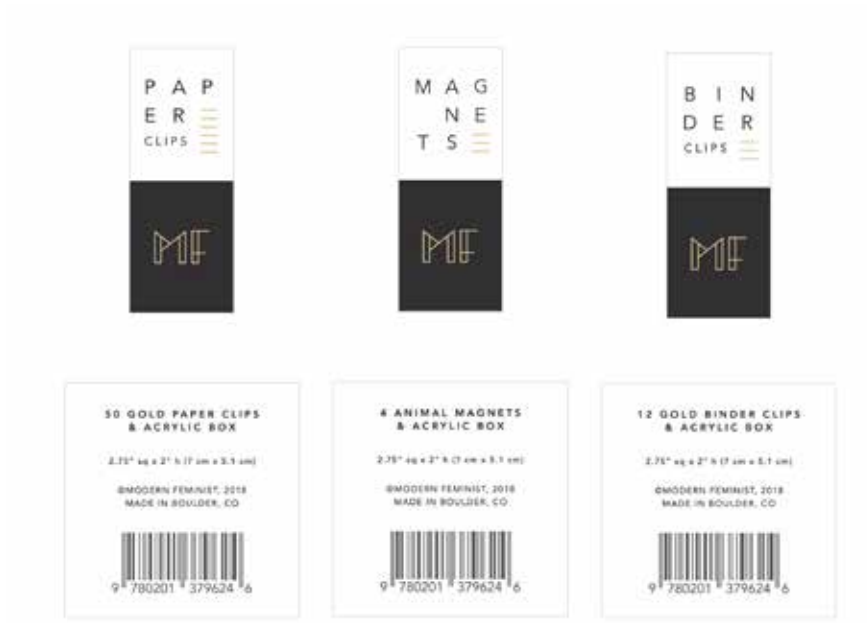 P A P
E R
CLIPS
MF
M A G
N E
T S
MF
B I N
D E R
CLIPS
MF
50 GOLD PAPER CLIPS
& ACRYLIC BOX
2.75" sq x 2" h (7 cm x 5.1 cm)
©MODERN FEMINIST, 2018
MADE IN BOULDER, CO
9 780201 379624 6
4 ANIMAL MAGNETS
& ACRYLIC BOX
2.75" sq x 2" h (7 cm x 5.1 cm)
©MODERN FEMINIST, 2018
MADE IN BOULDER, CO
9 780201 379624 6
12 GOLD BINDER CLIPS
& ACRYLIC BOX
2.75" sq x 2" h (7 cm x 5.1 cm)
©MODERN FEMINIST, 2018
MADE IN BOULDER, CO
9 780201 379624 6